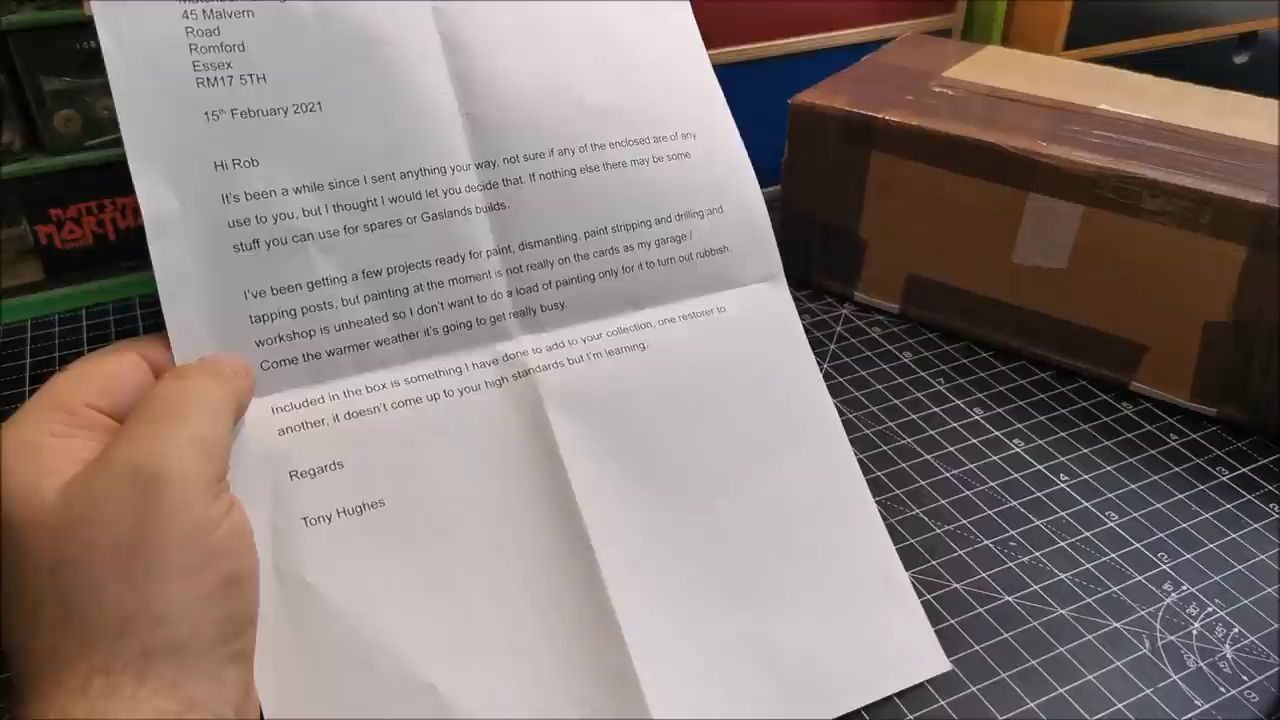 45 Malvern
Road
Romford
Essex
RM17 5TH
15th February 2021
Hi Rob
It's been a while since I sent anything your way, not sure if any of the enclosed are of any
use to you, but I thought I would let you decide that. If nothing else there may be some
stuff you can use for spares or Gaslands builds.
I've been getting a few projects ready for paint, dismantling, paint stripping and drilling and
tapping posts, but painting at the moment is not really on the cards as my garage /
workshop is unheated so I don't want to do a load of painting only for it to turn out rubbish.
Come the warmer weather it's going to get really busy.
Included in the box is something I have done to add to your collection, one restorer to
another, it doesn't come up to your high standards but I'm learning.
Regards
Tony Hughes
MATT'S